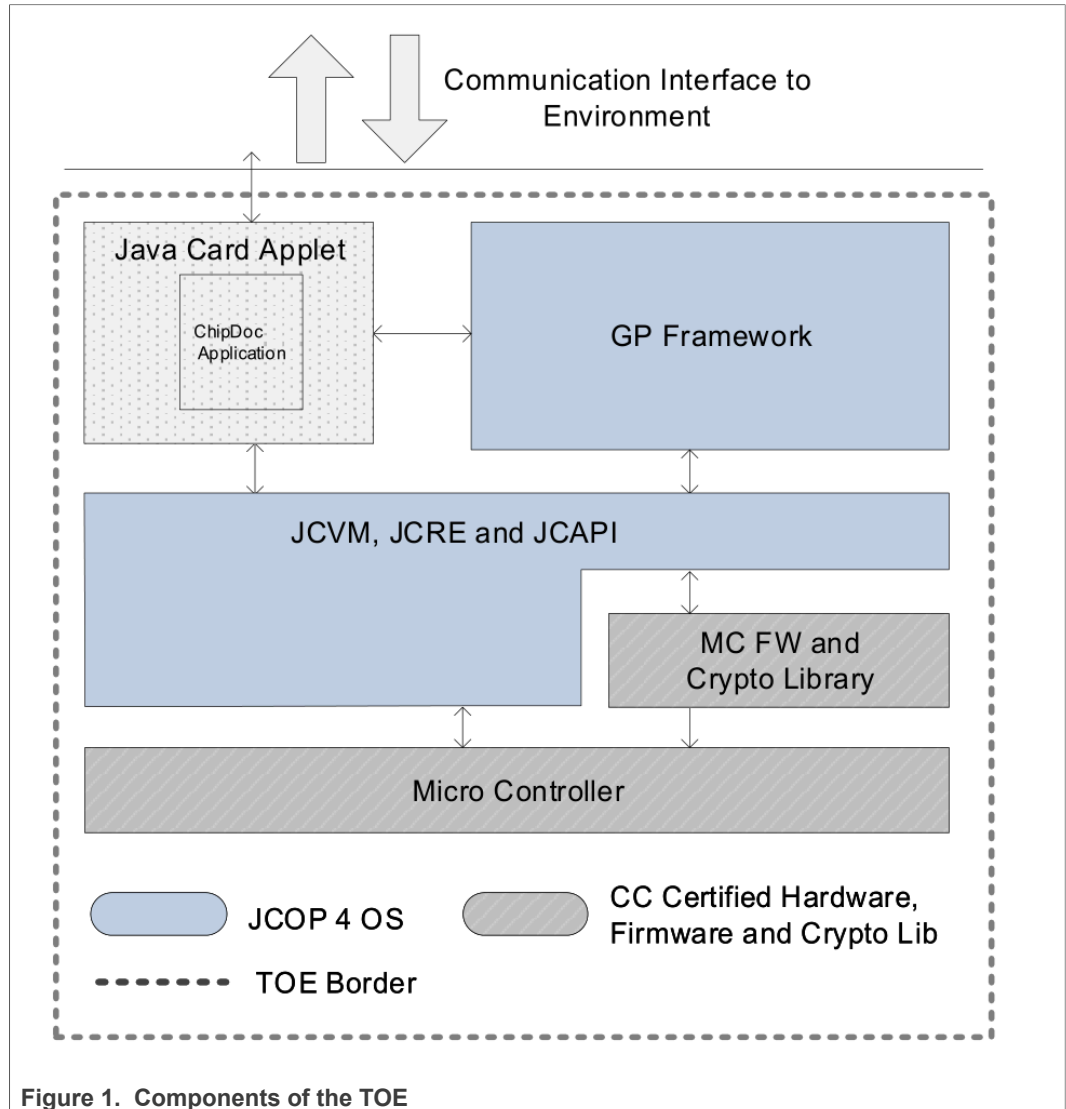 Communication Interface to
Environment
Java Card Applet
ChipDoc
Application
GP Framework
JCVM, JCRE and JCAPI
MC FW and
Crypto Library
Micro Controller
JCOP 4 OS
CC Certified Hardware,
Firmware and Crypto Lib
TOE Border
Figure 1. Components of the TOE